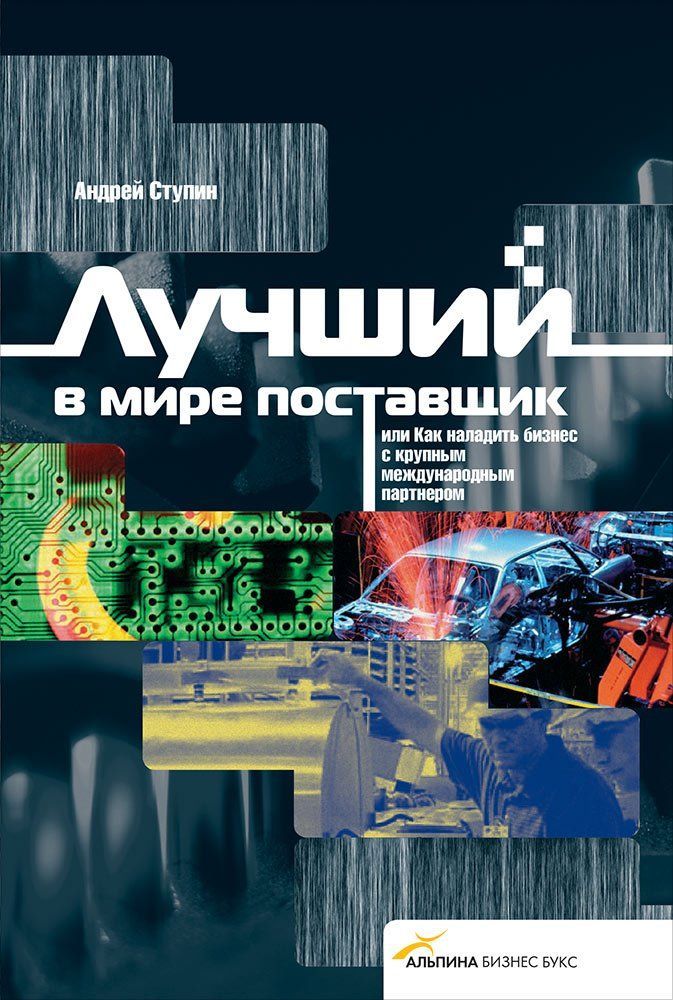 Андрей Ступин
Лучший
в мире поставщик
или Как наладить бизнес
с крупным
международным
партнером
АЛЬПИНА БИЗНЕС БУКС